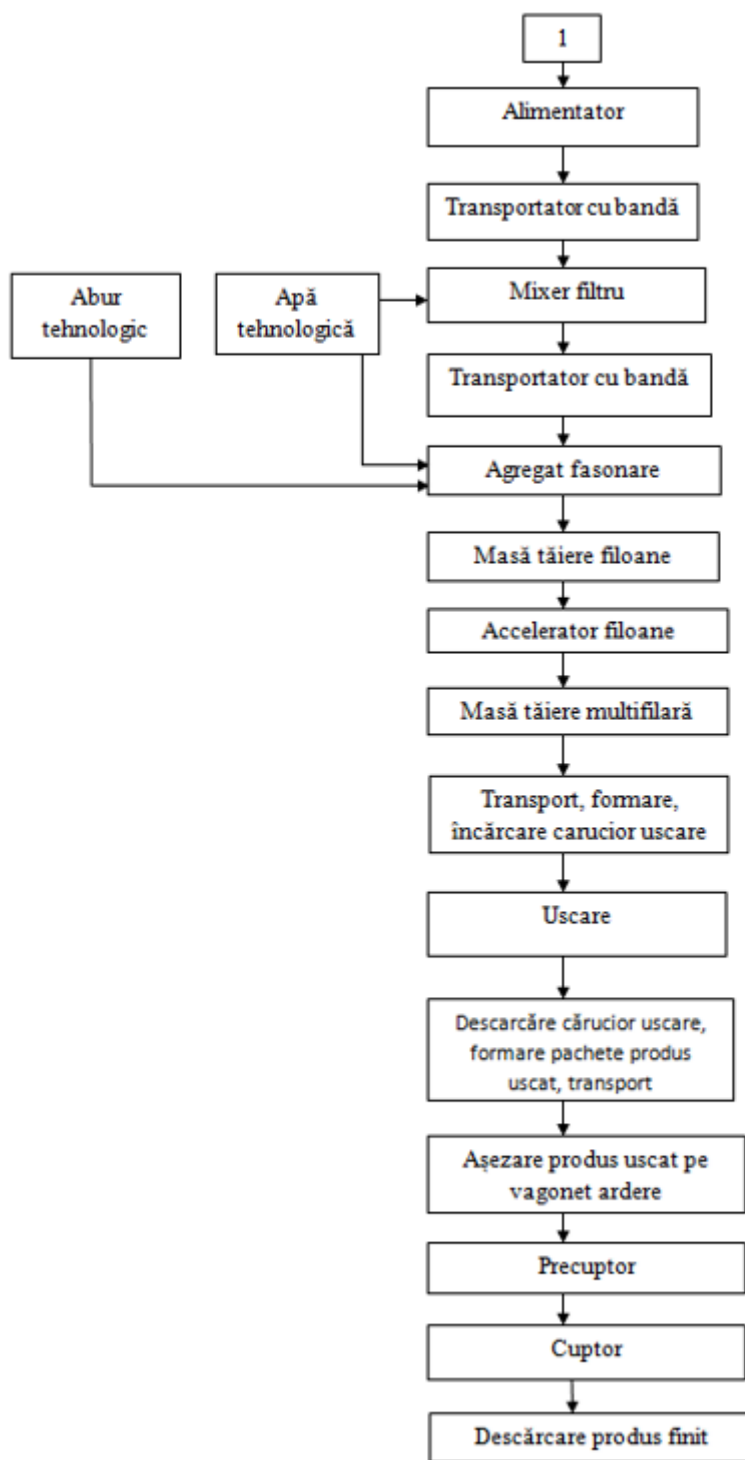 1
Alimentator
Transportator cu bandă
Abur
tehnologic
Apă
tehnologică
Mixer filtru
Transportator cu bandă
Agregat fasonare
Masă tăiere filoane
Accelerator filoane
Masă tăiere multifilară
Transport, formare,
încărcare carucior uscare
Uscare
Descarcăre cărucior uscare,
formare pachete produs
uscat, transport
Așezare produs uscat pe
vagonet ardere
Precuptor
Cuptor
Descărcare produs finit